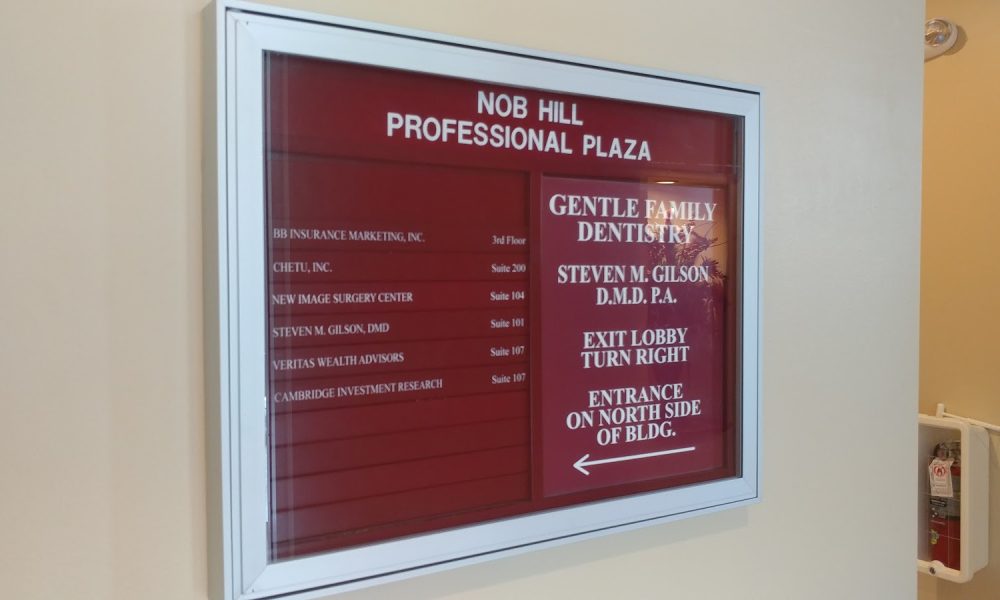 NOB HILL
PROFESSIONAL PLAZA
BB INSURANCE MARKETING, INC. 3rd Floor
CHETU, INC. Suite 200
NEW IMAGE SURGERY CENTER Suite 104
STEVEN M. GILSON, DMD Suite 101
VERITAS WEALTH ADVISORS Suite 107
CAMBRIDGE INVESTMENT RESEARCH Suite 107
GENTLE FAMILY
DENTISTRY
STEVEN M. GILSON
D.M.D. P.A.
EXIT LOBBY
TURN RIGHT
ENTRANCE
ON NORTH SIDE
OF BLDG.